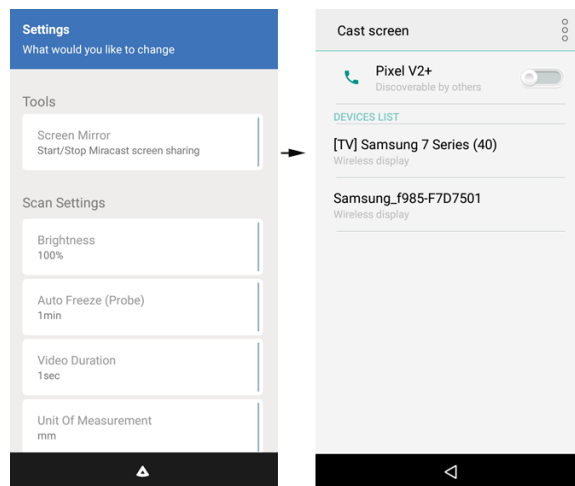 Settings
What would you like to change
Tools
Screen Mirror
Start/Stop Miracast screen sharing
Scan Settings
Brightness
100%
Auto Freeze (Probe)
1min
Video Duration
1sec
Unit Of Measurement
mm
Cast screen
Pixel V2+
Discoverable by others
DEVICES LIST
[TV] Samsung 7 Series (40)
Wireless display
Samsung_f985-F7D7501
Wireless display